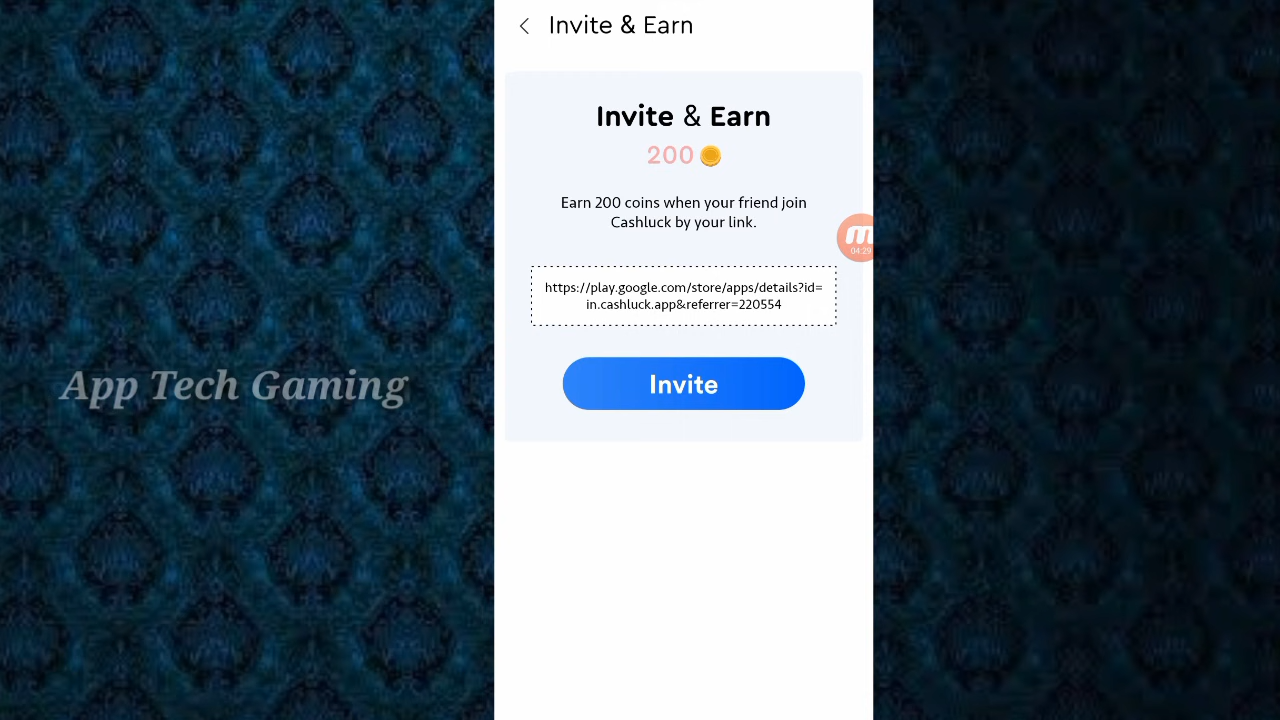 Invite & Earn
Invite & Earn
200
Earn 200 coins when your friend join
Cashluck by your link.
04:29
https://play.google.com/store/apps/details?id=
in.cashluck.app&referrer=220554
Invite
App Tech Gaming